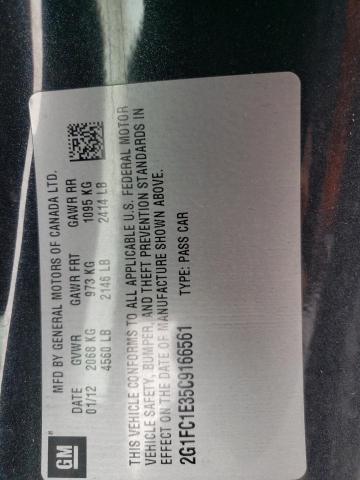 GM
MFD BY GENERAL MOTORS OF CANADA LTD.
DATE GVWR GAWR FRT GAWR RR
01/12 2068 KG 973 KG 1095 KG
4560 LB 2146 LB 2414 LB
THIS VEHICLE CONFORMS TO ALL APPLICABLE U.S. FEDERAL MOTOR
VEHICLE SAFETY, BUMPER, AND THEFT PREVENTION STANDARDS IN
EFFECT ON THE DATE OF MANUFACTURE SHOWN ABOVE.
2G1FC1E35C9166561 TYPE: PASS CAR